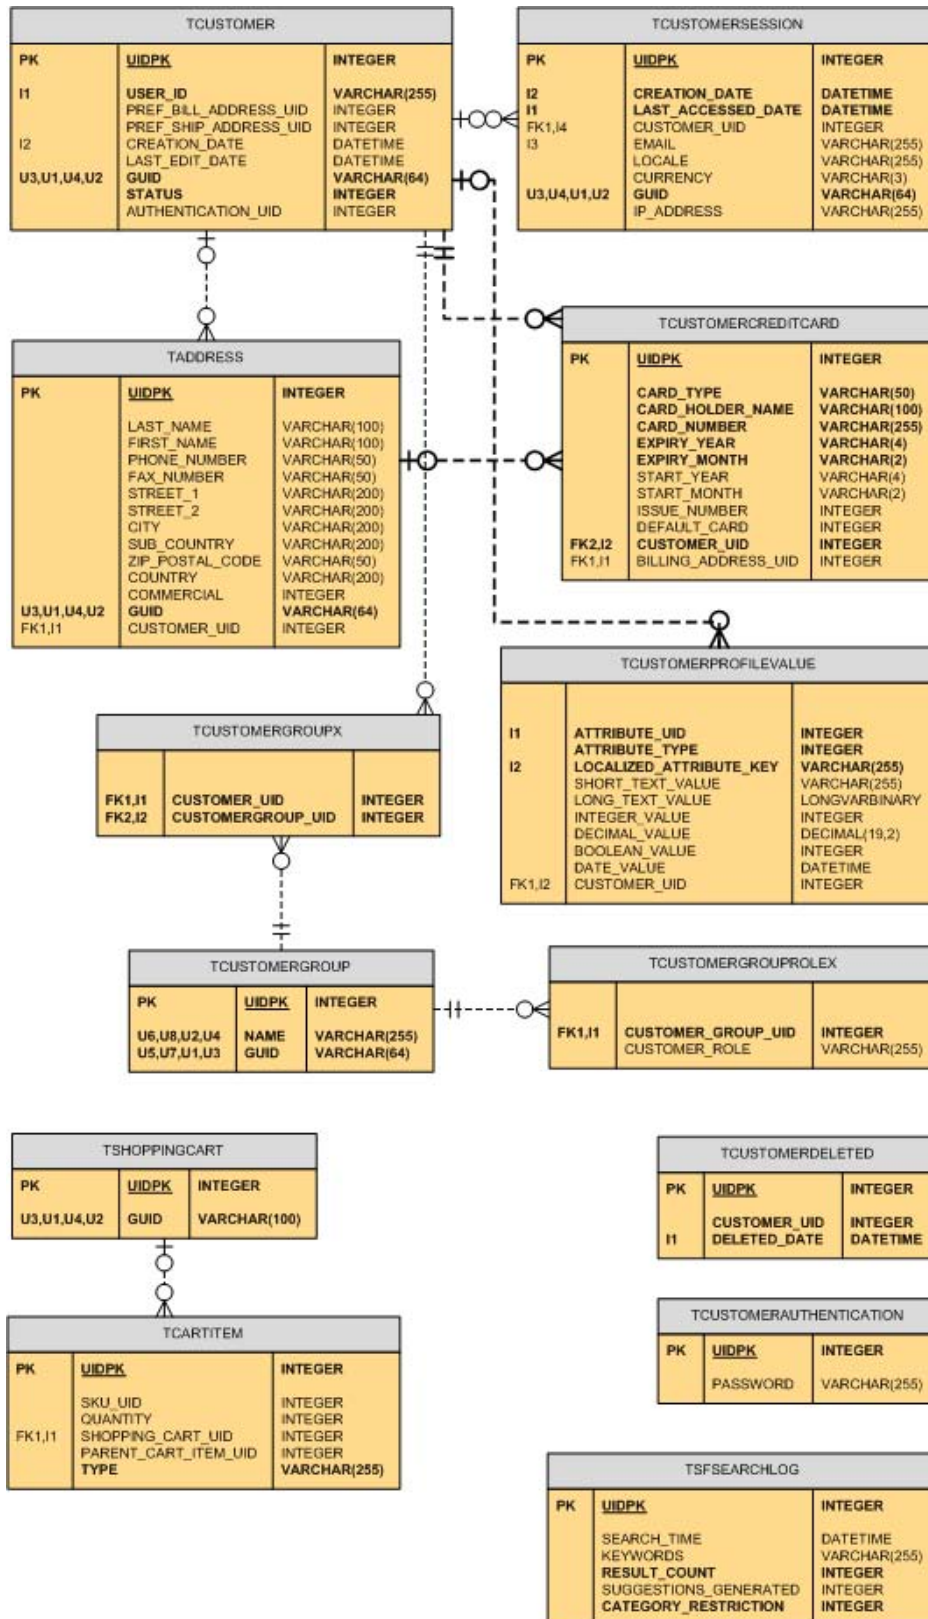 TCUSTOMER
PK UIDPK INTEGER
I1 USER_ID VARCHAR(255)
PREF_BILL_ADDRESS_UID INTEGER
PREF_SHIP_ADDRESS_UID INTEGER
I2 CREATION_DATE DATETIME
LAST_EDIT_DATE DATETIME
U3,U1,U4,U2 GUID VARCHAR(64)
STATUS INTEGER
AUTHENTICATION_UID INTEGER
TCUSTOMERSESSION
PK UIDPK INTEGER
I2 CREATION_DATE DATETIME
I1 LAST_ACCESSED_DATE DATETIME
FK1,I4 CUSTOMER_UID INTEGER
I3 EMAIL VARCHAR(255)
LOCALE VARCHAR(255)
CURRENCY VARCHAR(3)
U3,U4,U1,U2 GUID VARCHAR(64)
IP_ADDRESS VARCHAR(255)
TADDRESS
PK UIDPK INTEGER
LAST_NAME VARCHAR(100)
FIRST_NAME VARCHAR(100)
PHONE_NUMBER VARCHAR(50)
FAX_NUMBER VARCHAR(50)
STREET_1 VARCHAR(200)
STREET_2 VARCHAR(200)
CITY VARCHAR(200)
SUB_COUNTRY VARCHAR(200)
ZIP_POSTAL_CODE VARCHAR(50)
COUNTRY VARCHAR(200)
COMMERCIAL INTEGER
U3,U1,U4,U2 GUID VARCHAR(64)
FK1,I1 CUSTOMER_UID INTEGER
TCUSTOMERCREDITCARD
PK UIDPK INTEGER
CARD_TYPE VARCHAR(50)
CARD_HOLDER_NAME VARCHAR(100)
CARD_NUMBER VARCHAR(255)
EXPIRY_YEAR VARCHAR(4)
EXPIRY_MONTH VARCHAR(2)
START_YEAR VARCHAR(4)
START_MONTH VARCHAR(2)
ISSUE_NUMBER INTEGER
DEFAULT_CARD INTEGER
FK2,I2 CUSTOMER_UID INTEGER
FK1,I1 BILLING_ADDRESS_UID INTEGER
TCUSTOMERPROFILEVALUE
I1 ATTRIBUTE_UID INTEGER
ATTRIBUTE_TYPE INTEGER
I2 LOCALIZED_ATTRIBUTE_KEY VARCHAR(255)
SHORT_TEXT_VALUE VARCHAR(255)
LONG_TEXT_VALUE LONGVARBINARY
INTEGER_VALUE INTEGER
DECIMAL_VALUE DECIMAL(19,2)
BOOLEAN_VALUE INTEGER
DATE_VALUE DATETIME
FK1,I2 CUSTOMER_UID INTEGER
TCUSTOMERGROUPX
FK1,I1 CUSTOMER_UID INTEGER
FK2,I2 CUSTOMERGROUP_UID INTEGER
TCUSTOMERGROUP
PK UIDPK INTEGER
U6,U8,U2,U4 NAME VARCHAR(255)
U5,U7,U1,U3 GUID VARCHAR(64)
TCUSTOMERGROUPROLEX
FK1,I1 CUSTOMER_GROUP_UID INTEGER
CUSTOMER_ROLE VARCHAR(255)
TSHOPPINGCART
PK UIDPK INTEGER
U3,U1,U4,U2 GUID VARCHAR(100)
TCUSTOMERDELETED
PK UIDPK INTEGER
CUSTOMER_UID INTEGER
I1 DELETED_DATE DATETIME
TCARTITEM
PK UIDPK INTEGER
SKU_UID INTEGER
QUANTITY INTEGER
FK1,I1 SHOPPING_CART_UID INTEGER
PARENT_CART_ITEM_UID INTEGER
TYPE VARCHAR(255)
TCUSTOMERAUTHENTICATION
PK UIDPK INTEGER
PASSWORD VARCHAR(255)
TSFSEARCHLOG
PK UIDPK INTEGER
SEARCH_TIME DATETIME
KEYWORDS VARCHAR(255)
RESULT_COUNT INTEGER
SUGGESTIONS_GENERATED INTEGER
CATEGORY_RESTRICTION INTEGER